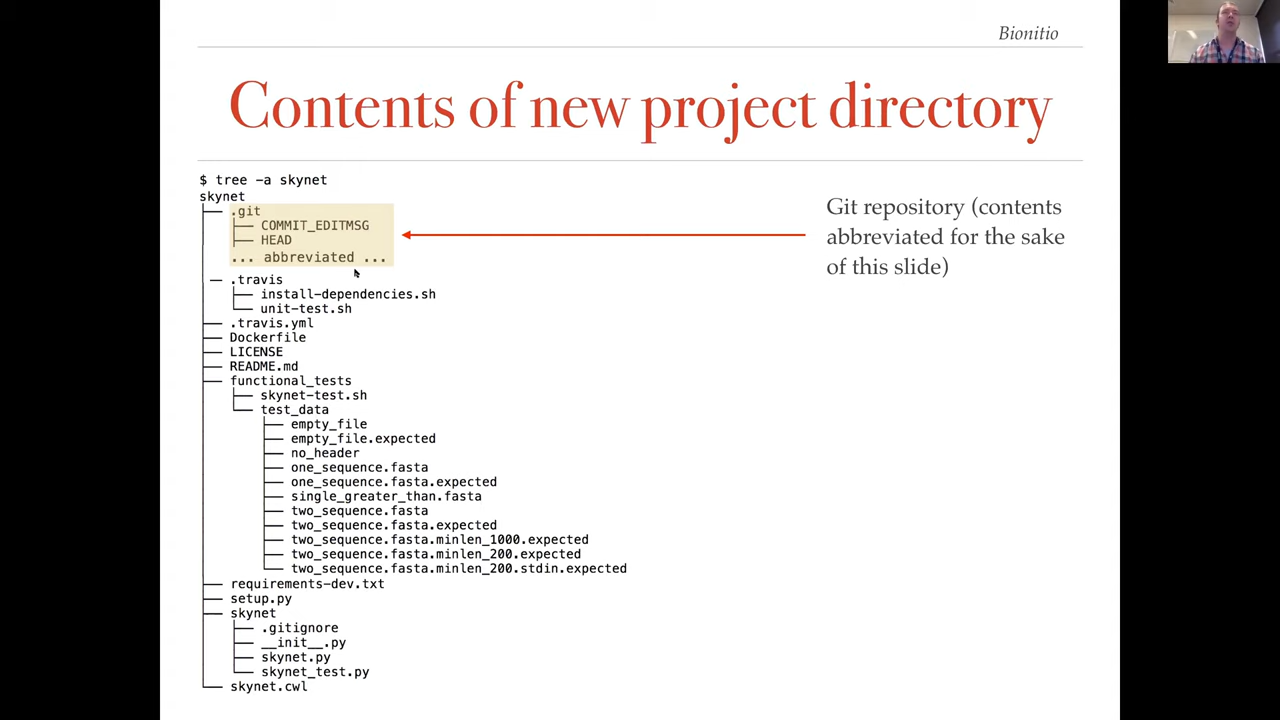 Bionitio
Contents of new project directory
$ tree -a skynet
skynet
├── .git
├── COMMIT_EDITMSG
├── HEAD
... abbreviated ...
── .travis
├── install-dependencies.sh
└── unit-test.sh
├── .travis.yml
├── Dockerfile
├── LICENSE
├── README.md
├── functional_tests
├── skynet-test.sh
└── test_data
├── empty_file
├── empty_file.expected
├── no_header
├── one_sequence.fasta
├── one_sequence.fasta.expected
├── single_greater_than.fasta
├── two_sequence.fasta
├── two_sequence.fasta.expected
├── two_sequence.fasta.minlen_1000.expected
├── two_sequence.fasta.minlen_200.expected
└── two_sequence.fasta.minlen_200.stdin.expected
├── requirements-dev.txt
├── setup.py
├── skynet
├── .gitignore
├── __init__.py
├── skynet.py
└── skynet_test.py
└── skynet.cwl
Git repository (contents
abbreviated for the sake
of this slide)